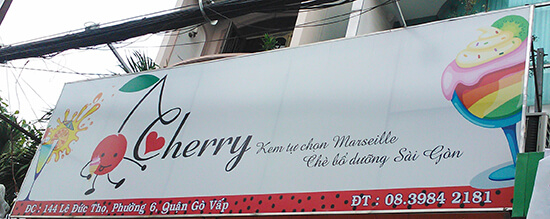 Cherry
Kem tự chọn Marseille
Chè bổ dưỡng Sài Gòn
ĐC : 144 Lê Đức Thọ, Phường 6, Quận Gò Vấp
ĐT : 08.3984 2181